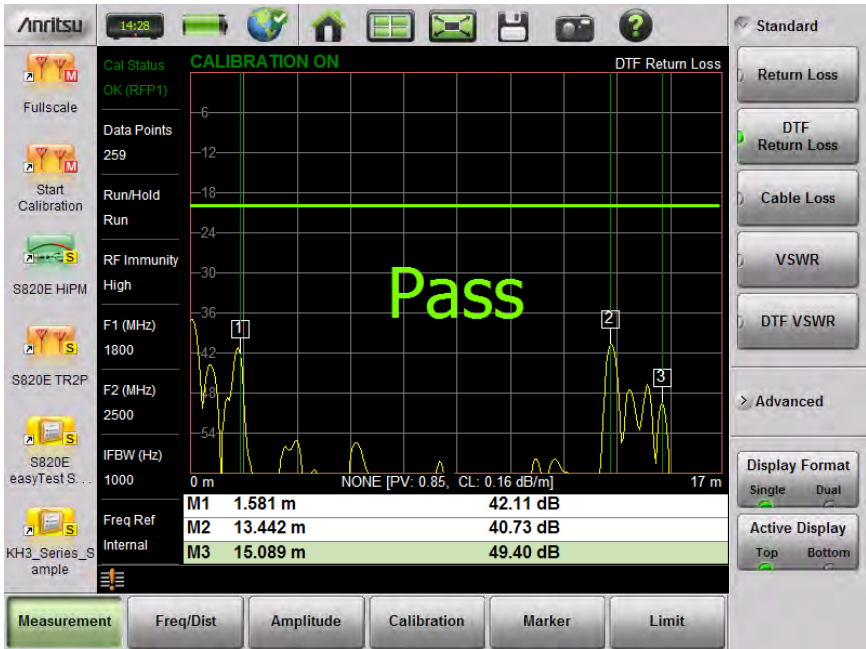 Anritsu
14:28
?
Standard
Fullscale
Start
Calibration
S820E HiPM
S820E TR2P
S820E
easyTest S. . .
KH3_Series_S
ample
Cal Status
OK (RFP1)
Data Points
259
Run/Hold
Run
RF Immunity
High
F1 (MHz)
1800
F2 (MHz)
2500
IFBW (Hz)
1000
Freq Ref
Internal
CALIBRATION ON
DTF Return Loss
-6
-12
-18
-24
-30
-36
-42
-48
-54
Pass
1
2
3
0 m
NONE [PV: 0.85, CL: 0.16 dB/m]
17 m
M1 1.581 m 42.11 dB
M2 13.442 m 40.73 dB
M3 15.089 m 49.40 dB
Return Loss
DTF
Return Loss
Cable Loss
VSWR
DTF VSWR
> Advanced
Display Format
Single Dual
Active Display
Top Bottom
Measurement
Freq/Dist
Amplitude
Calibration
Marker
Limit